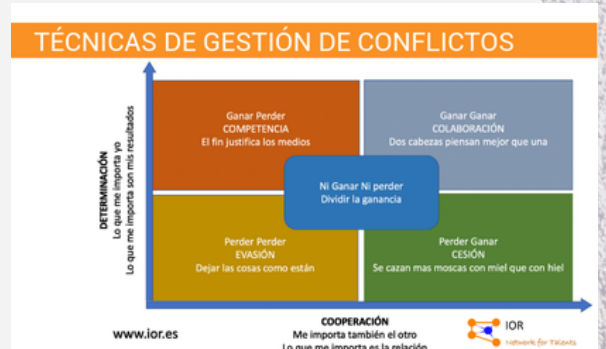 TÉCNICAS DE GESTIÓN DE CONFLICTOS
DETERMINACIÓN
Lo que me importa yo
Lo que me importa son mis resultados
Ganar Perder
COMPETENCIA
El fin justifica los medios
Ganar Ganar
COLABORACIÓN
Dos cabezas piensan mejor que una
Ni Ganar Ni perder
Dividir la ganancia
Perder Perder
EVASIÓN
Dejar las cosas como están
Perder Ganar
CESIÓN
Se cazan mas moscas con miel que con hiel
www.ior.es
COOPERACIÓN
Me importa también el otro
Lo que me importa es la relación
IOR
Network for Talents